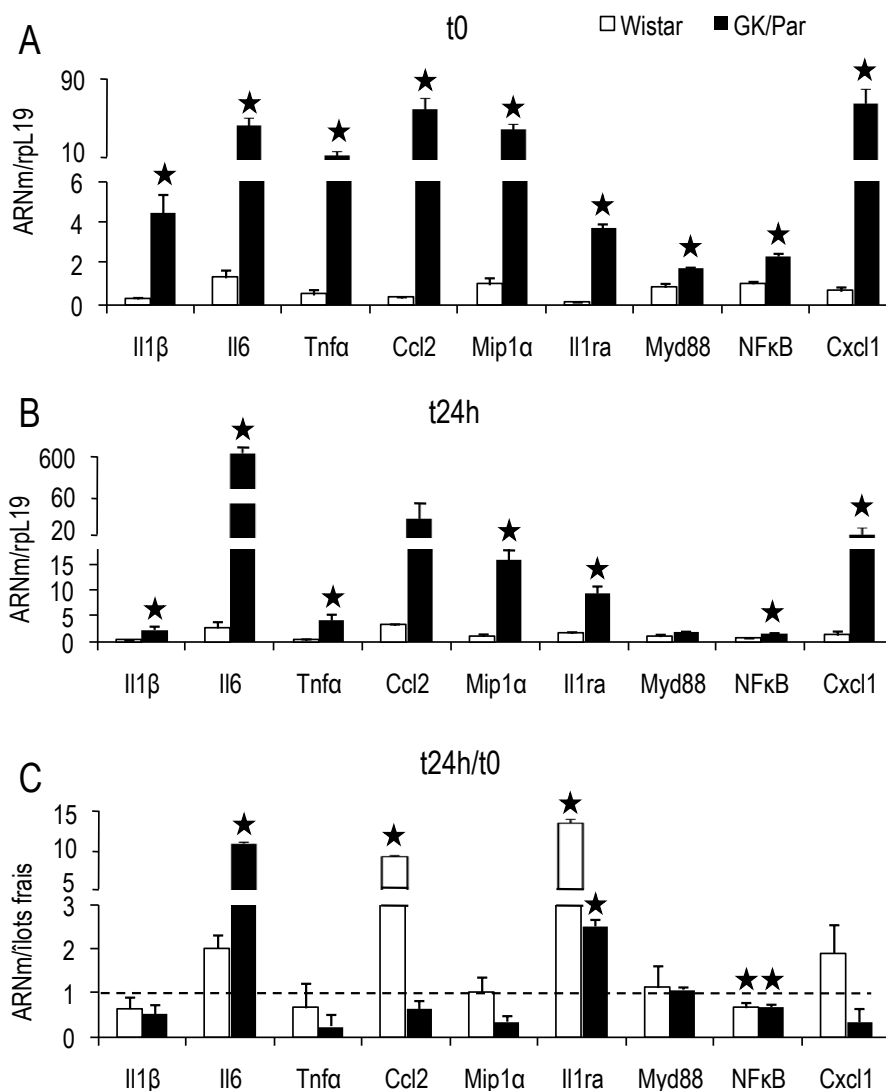 A
t0
Wistar
GK/Par
90
10
6
4
2
0
ARNm/rpL19
Il1β Il6 Tnfα Ccl2 Mip1α Il1ra Myd88 NFκB Cxcl1
B
t24h
600
60
20
15
10
5
0
ARNm/rpL19
Il1β Il6 Tnfα Ccl2 Mip1α Il1ra Myd88 NFκB Cxcl1
C
t24h/t0
15
10
5
3
2
1
0
ARNm/îlots frais
Il1β Il6 Tnfα Ccl2 Mip1α Il1ra Myd88 NFκB Cxcl1